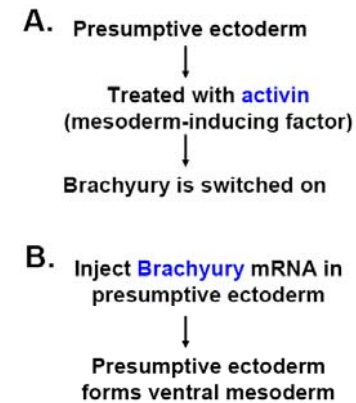 A. Presumptive ectoderm
Treated with activin
(mesoderm-inducing factor)
Brachyury is switched on
B. Inject Brachyury mRNA in
presumptive ectoderm
Presumptive ectoderm
forms ventral mesoderm